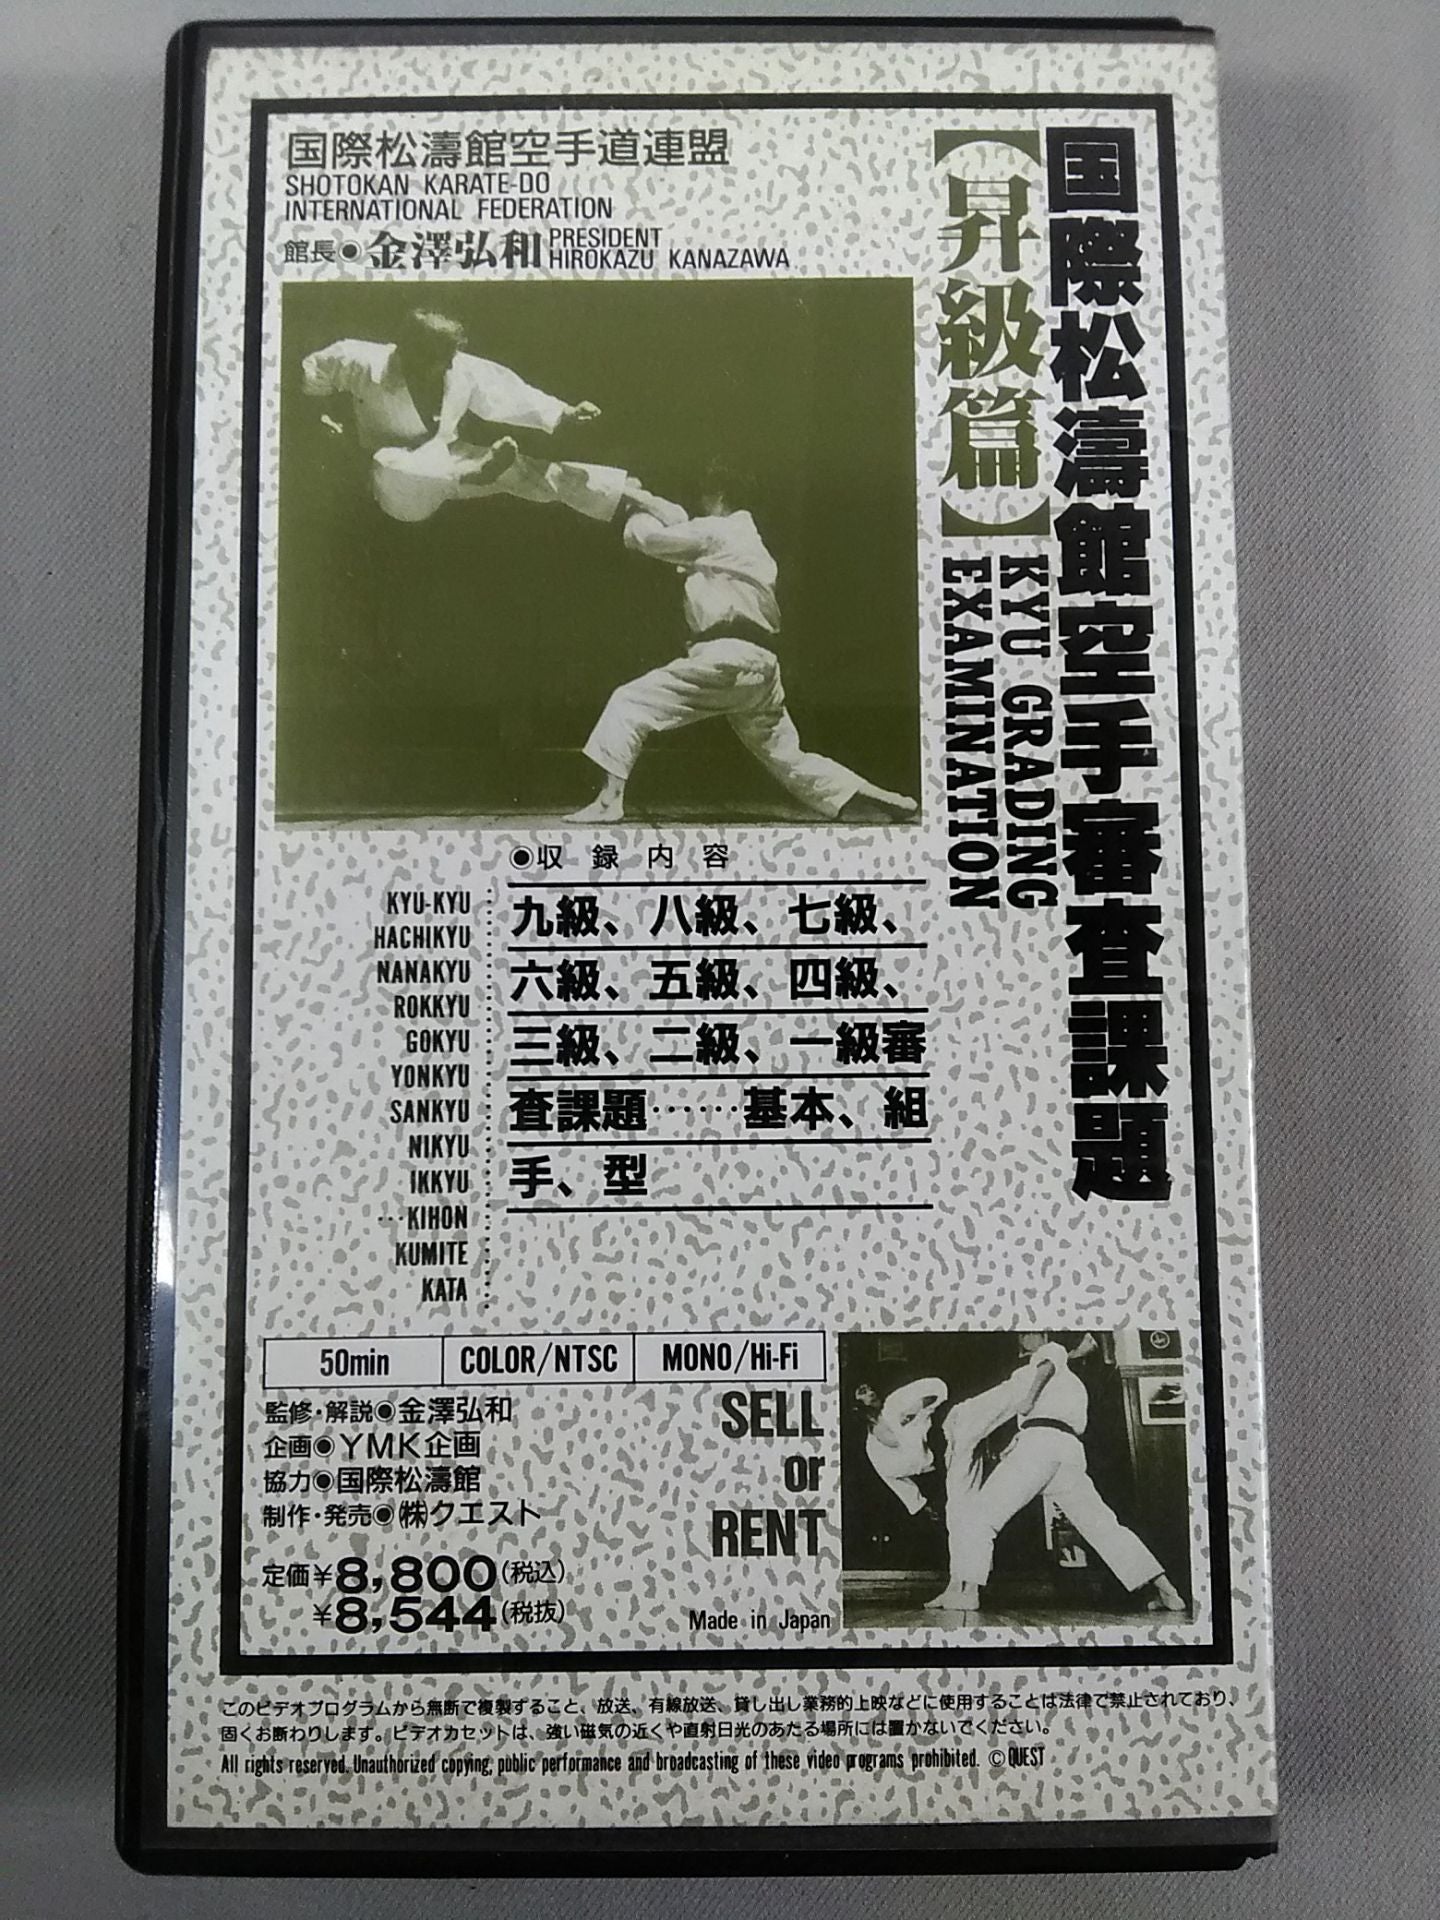 国際松濤館空手審査課題
【昇級篇】
KYU GRADING
EXAMINATION
国際松濤館空手道連盟
SHOTOKAN KARATE-DO
INTERNATIONAL FEDERATION
館長◉金澤弘和 PRESIDENT
HIROKAZU KANAZAWA
◉収録内容
九級、八級、七級、
六級、五級、四級、
三級、二級、一級審
査課題……基本、組
手、型
KYU-KYU
HACHIKYU
NANAKYU
ROKKYU
GOKYU
YONKYU
SANKYU
NIKYU
IKKYU
…KIHON
KUMITE
KATA
50min COLOR/NTSC MONO/Hi-Fi
監修・解説◉金澤弘和
企画◉YMK企画
協力◉国際松濤館
制作・発売◉㈱クエスト
定価¥8,800(税込)
¥8,544(税抜)
SELL
or
RENT
Made in Japan
このビデオプログラムから無断で複製すること、放送、有線放送、貸し出し業務的上映などに使用することは法律で禁止されており、
固くお断わりします。ビデオカセットは、強い磁気の近くや直射日光のあたる場所には置かないでください。
All rights reserved. Unauthorized copying, public performance and broadcasting of these video programs prohibited. © QUEST